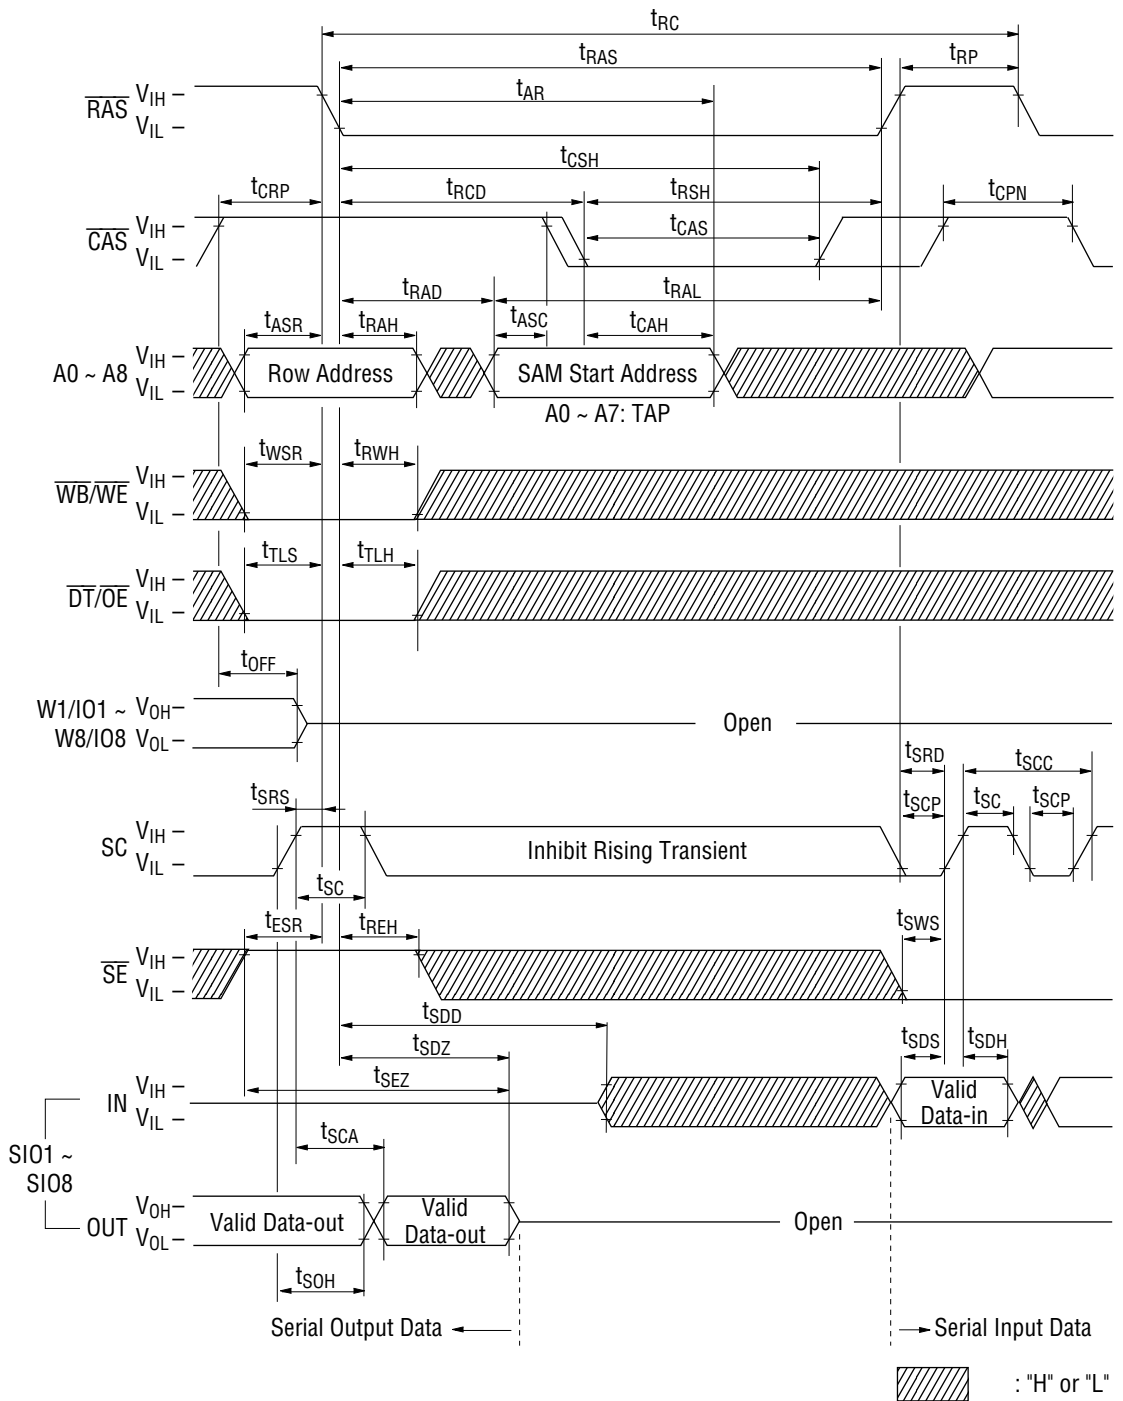 tRC
tRAS
tRP
tAR
RAS VIH
VIL
tCSH
tCRP
tRCD
tRSH
tCPN
CAS VIH
VIL
tCAS
tRAD
tRAL
tASR
tRAH
tASC
tCAH
A0 ~ A8 VIH
VIL
Row Address
SAM Start Address
A0 ~ A7: TAP
tWSR
tRWH
WB/WE VIH
VIL
tTLS
tTLH
DT/OE VIH
VIL
tOFF
W1/IO1 ~ VOH
W8/IO8 VOL
Open
tSRD
tSCC
tSRS
tSCP
tSC
tSCP
SC VIH
VIL
Inhibit Rising Transient
tSC
tESR
tREH
tSWS
SE VIH
VIL
tSDD
tSDZ
tSDS
tSDH
tSEZ
IN VIH
VIL
Valid
Data-in
tSCA
SIO1 ~
SIO8
OUT VOH
VOL
Valid Data-out
Valid
Data-out
Open
tSOH
Serial Output Data
Serial Input Data
: "H" or "L"